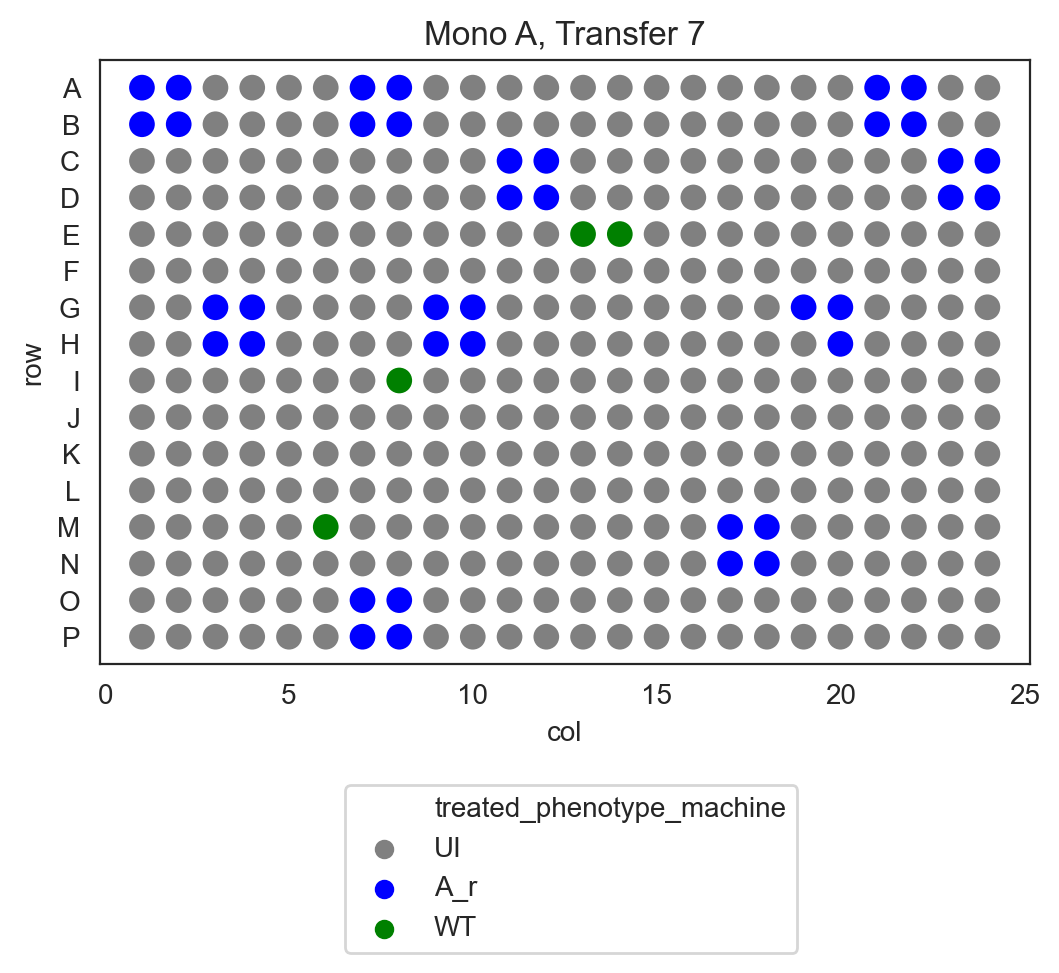 Mono A, Transfer 7
A
B
C
D
E
F
G
H
I
J
K
L
M
N
O
P
row
0 5 10 15 20 25
col
treated_phenotype_machine
UI
A_r
WT